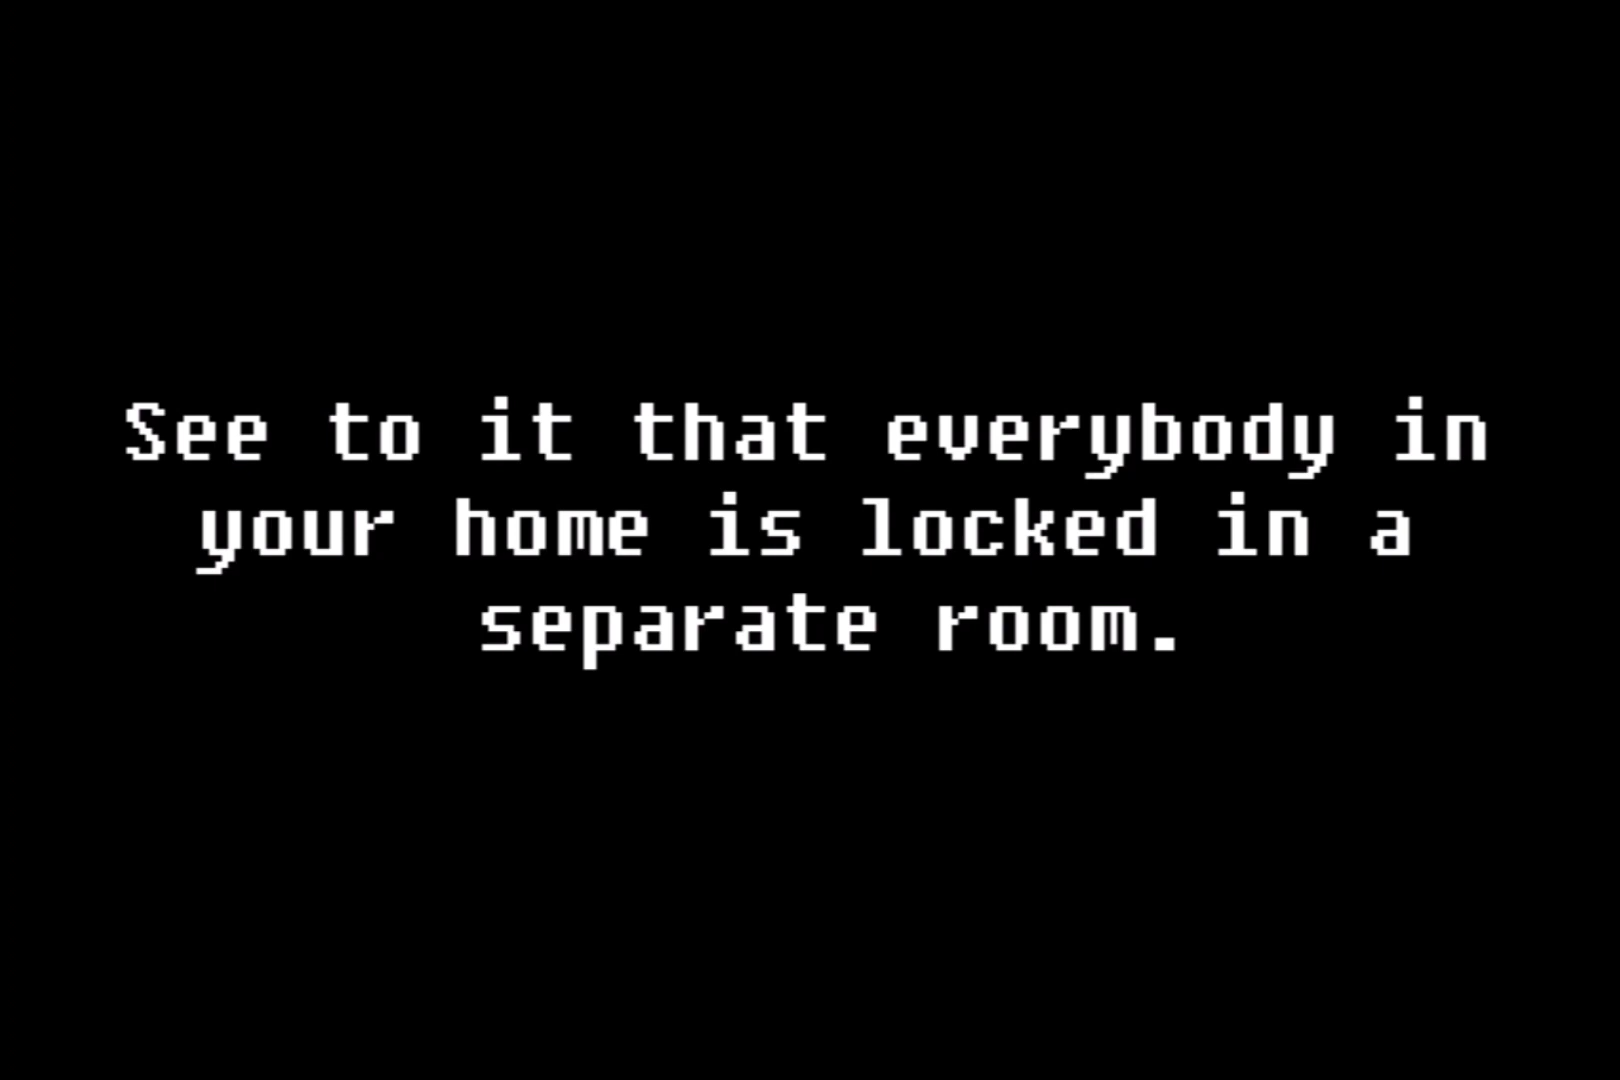 See to it that everybody in
your home is locked in a
separate room.